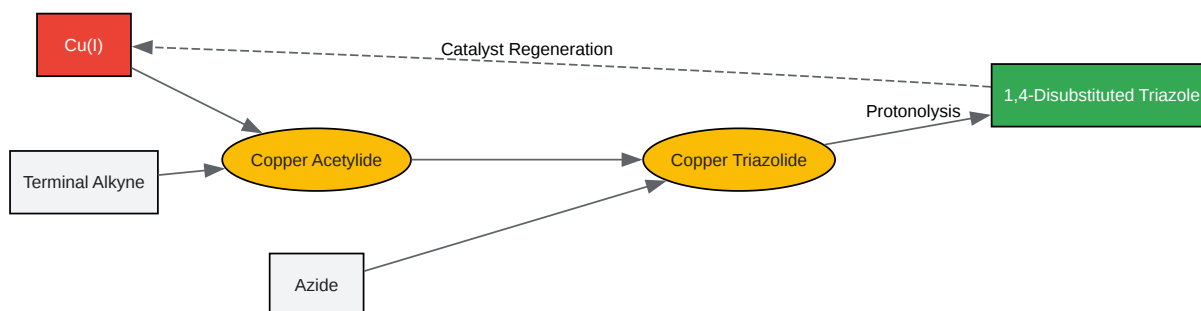 Cu(I)
Catalyst Regeneration
1,4-Disubstituted Triazole
Protonolysis
Copper Acetylide
Copper Triazolide
Terminal Alkyne
Azide